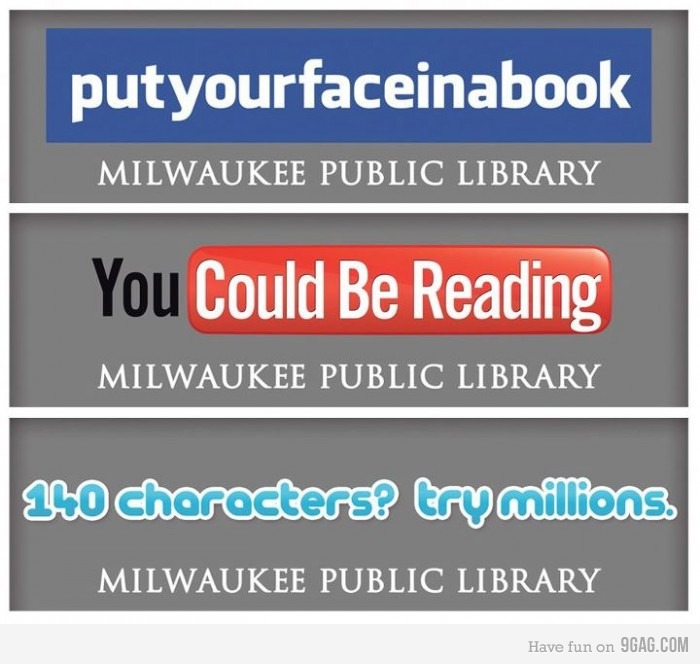 putyourfaceinabook
MILWAUKEE PUBLIC LIBRARY
You Could Be Reading
MILWAUKEE PUBLIC LIBRARY
140 characters? try millions.
MILWAUKEE PUBLIC LIBRARY
Have fun on 9GAG.COM